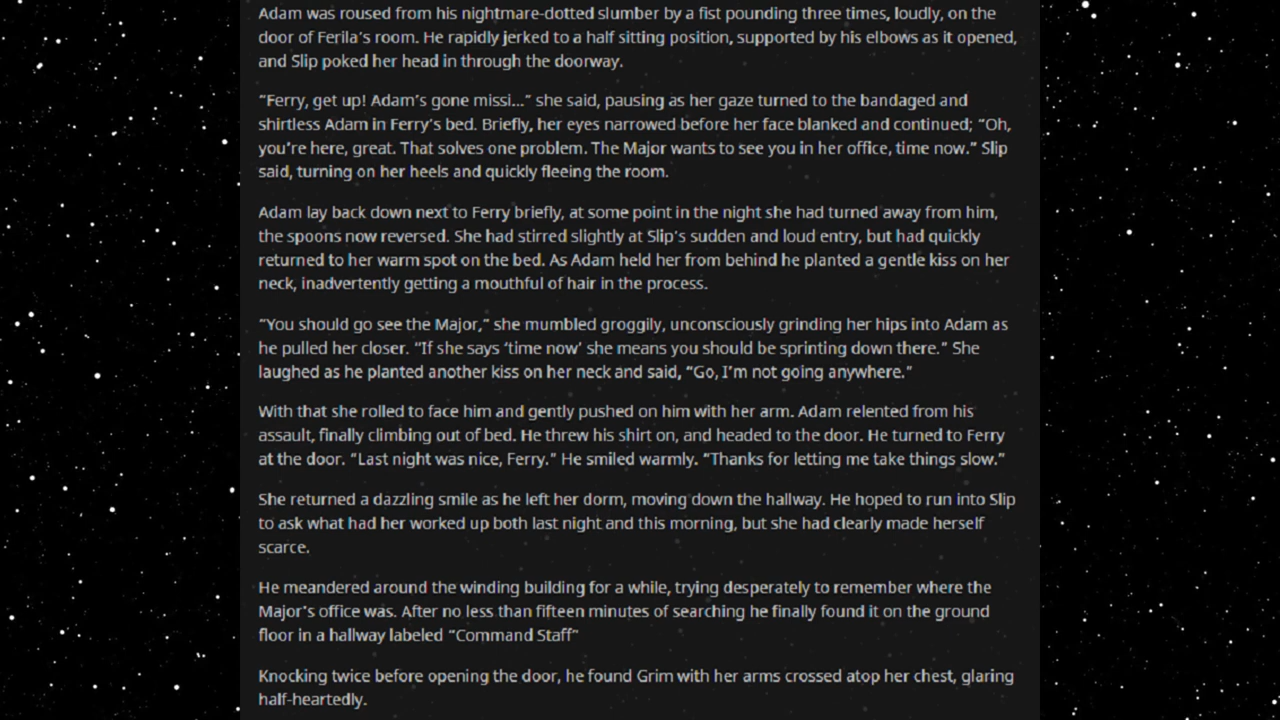 Adam was roused from his nightmare-dotted slumber by a fist pounding three times, loudly, on the
door of Ferila’s room. He rapidly jerked to a half sitting position, supported by his elbows as it opened,
and Slip poked her head in through the doorway.
“Ferry, get up! Adam’s gone missi…” she said, pausing as her gaze turned to the bandaged and
shirtless Adam in Ferry’s bed. Briefly, her eyes narrowed before her face blanked and continued; “Oh,
you’re here, great. That solves one problem. The Major wants to see you in her office, time now.” Slip
said, turning on her heels and quickly fleeing the room.
Adam lay back down next to Ferry briefly, at some point in the night she had turned away from him,
the spoons now reversed. She had stirred slightly at Slip's sudden and loud entry, but had quickly
returned to her warm spot on the bed. As Adam held her from behind he planted a gentle kiss on her
neck, inadvertently getting a mouthful of hair in the process.
“You should go see the Major,” she mumbled groggily, unconsciously grinding her hips into Adam as
he pulled her closer. “If she says ‘time now’ she means you should be sprinting down there.” She
laughed as he planted another kiss on her neck and said, “Go, I’m not going anywhere.”
With that she rolled to face him and gently pushed on him with her arm. Adam relented from his
assault, finally climbing out of bed. He threw his shirt on, and headed to the door. He turned to Ferry
at the door. “Last night was nice, Ferry." He smiled warmly. "Thanks for letting me take things slow.”
She returned a dazzling smile as he left her dorm, moving down the hallway. He hoped to run into Slip
to ask what had her worked up both last night and this morning, but she had clearly made herself
scarce.
He meandered around the winding building for a while, trying desperately to remember where the
Major's office was. After no less than fifteen minutes of searching he finally found it on the ground
floor in a hallway labeled “Command Staff”
Knocking twice before opening the door, he found Grim with her arms crossed atop her chest, glaring
half-heartedly.